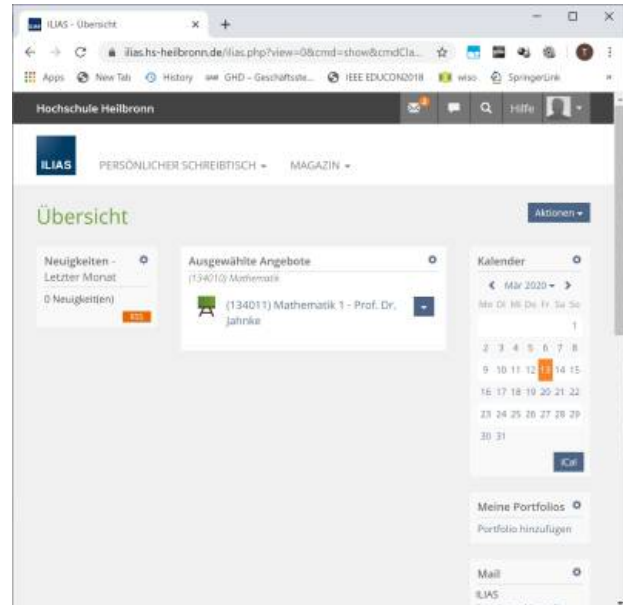 ILIAS - Übersicht
ilias.hs-heilbronn.de/ilias.php?view=0&cmd=show&cmdCla...
Apps New Tab History GHD - Geschäftsste... IEEE EDUCON2018 wiso SpringerLink »
Hochschule Heilbronn
Hilfe
ILIAS PERSÖNLICHER SCHREIBTISCH MAGAZIN
Übersicht
Aktionen
Neuigkeiten -
Letzter Monat
0 Neuigkeit(en)
RSS
Ausgewählte Angebote
(134010) Mathematik
(134011) Mathematik 1 - Prof. Dr.
Jahnke
Kalender
Mär 2020
Mo Di Mi Do Fr Sa So
1
2 3 4 5 6 7 8
9 10 11 12 13 14 15
16 17 18 19 20 21 22
23 24 25 26 27 28 29
30 31
iCal
Meine Portfolios
Portfolio hinzufügen
Mail
ILIAS